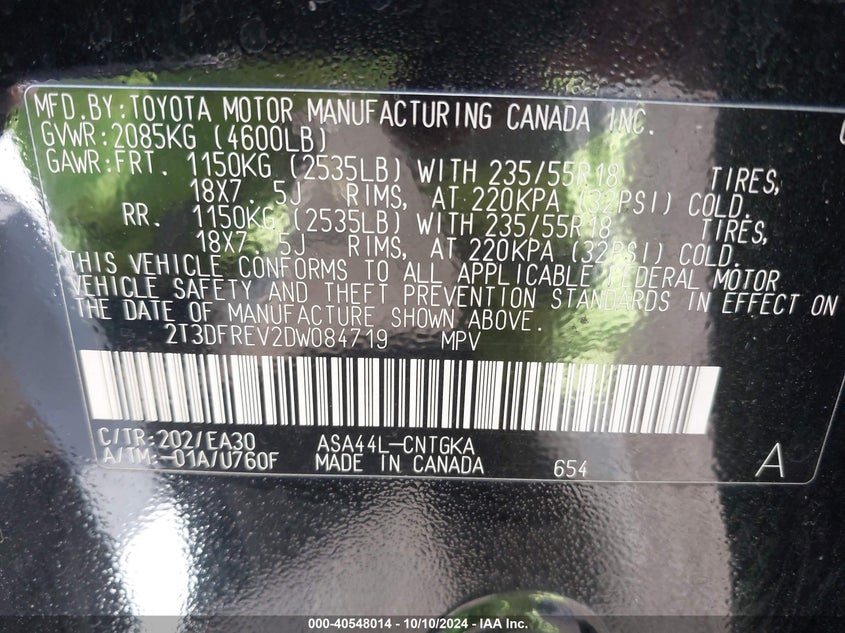 MFD.BY:TOYOTA MOTOR MANUFACTURING CANADA INC.
GVWR:2085KG (4600LB)
GAWR:FRT. 1150KG (2535LB) WITH 235/55R18 TIRES,
18X7.5J RIMS, AT 220KPA (32PSI) COLD.
RR. 1150KG (2535LB) WITH 235/55R18 TIRES,
18X7.5J RIMS, AT 220KPA (32PSI) COLD.
THIS VEHICLE CONFORMS TO ALL APPLICABLE FEDERAL MOTOR
VEHICLE SAFETY AND THEFT PREVENTION STANDARDS IN EFFECT ON
THE DATE OF MANUFACTURE SHOWN ABOVE.
2T3DFREV2DW084719 MPV
C/TR:202/EA30 ASA44L-CNTGKA
A/TM:-01A/U760F MADE IN CANADA 654 A
000-40548014 - 10/10/2024 - IAA Inc.